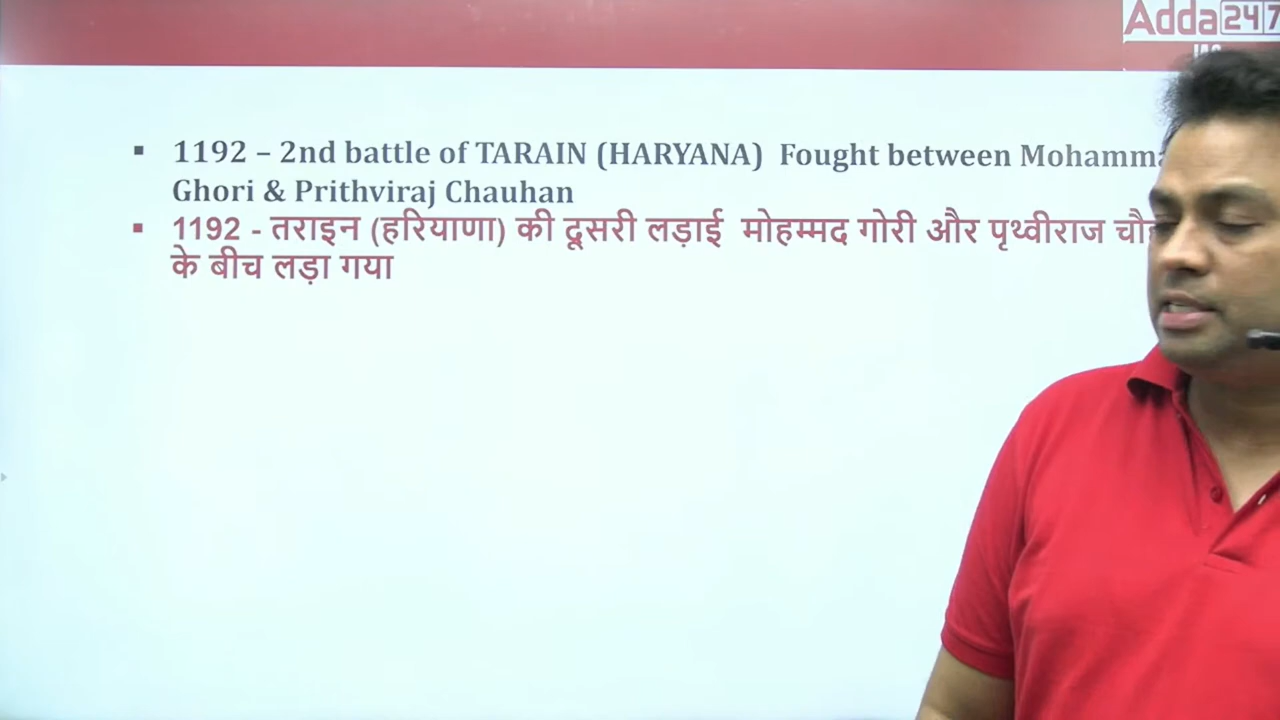 Adda247
▪ 1192 – 2nd battle of TARAIN (HARYANA) Fought between
Ghori & Prithviraj Chauhan
▪ 1192 - तराइन (हरियाणा) की दूसरी लड़ाई मोहम्मद गोरी और पृथ्वीराज
के बीच लड़ा गया